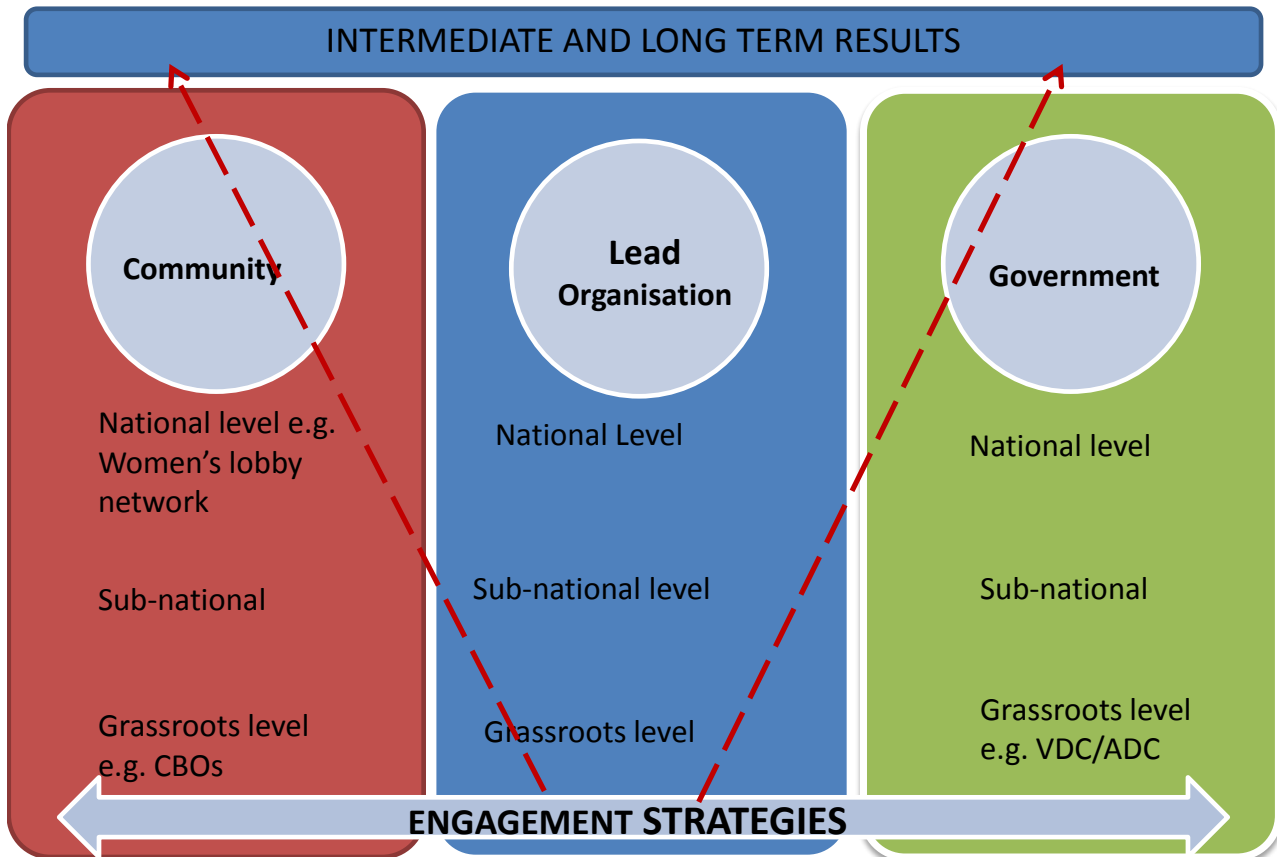 INTERMEDIATE AND LONG TERM RESULTS
Community
National level e.g.
Women’s lobby
network
Sub-national
Grassroots level
e.g. CBOs
Lead
Organisation
National Level
Sub-national level
Grassroots level
Government
National level
Sub-national
Grassroots level
e.g. VDC/ADC
ENGAGEMENT STRATEGIES